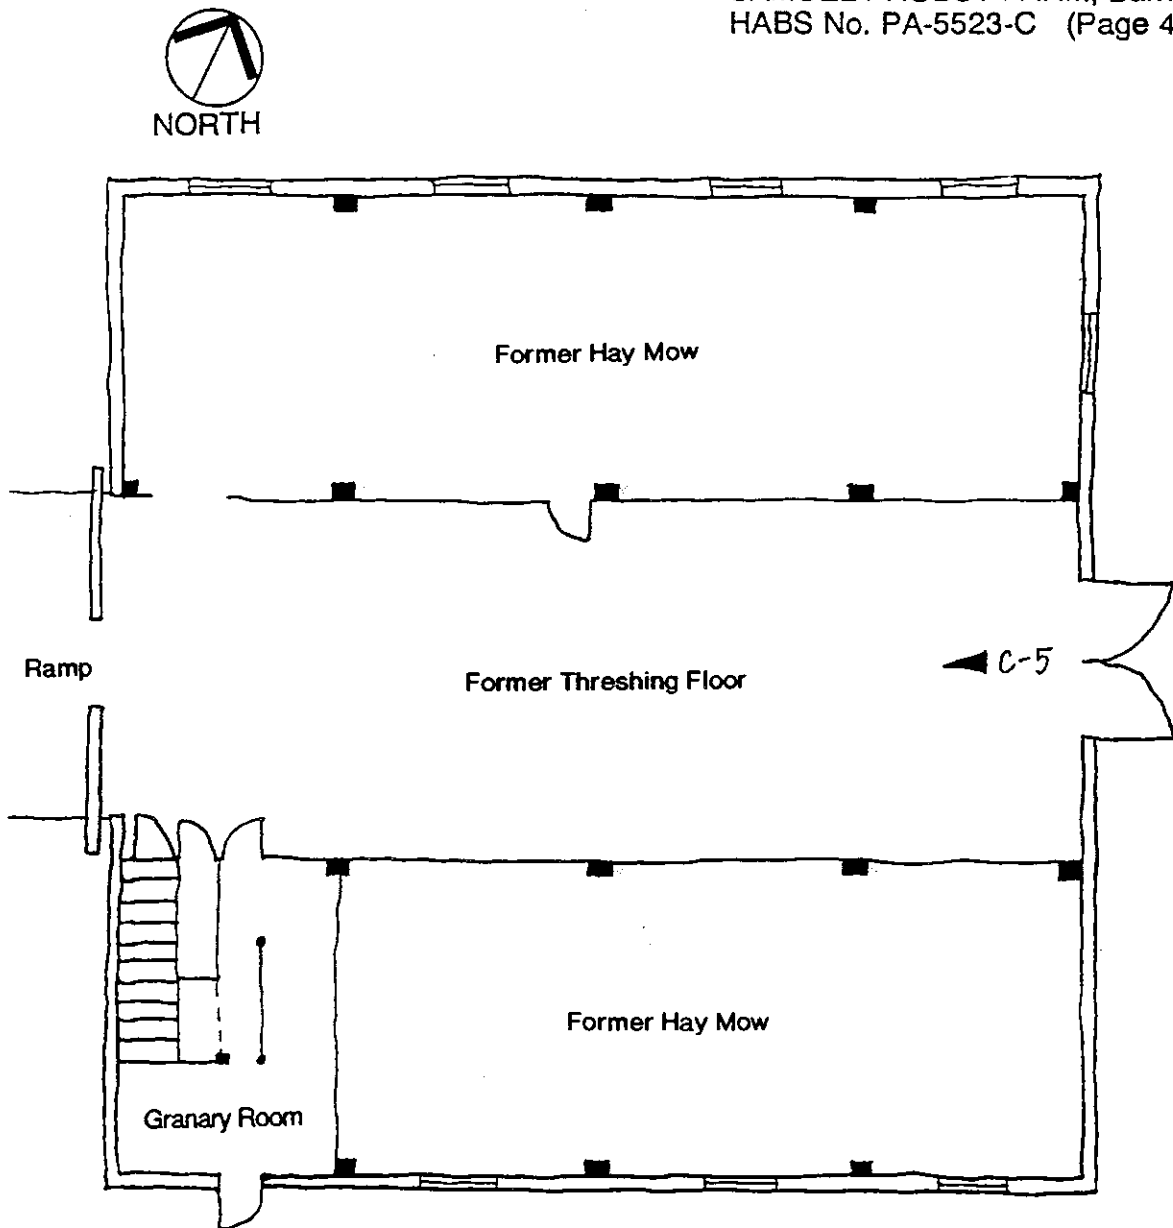 HABS No. PA-5523-C (Page 4
NORTH
Former Hay Mow
Ramp
Former Threshing Floor
C-5
Former Hay Mow
Granary Room